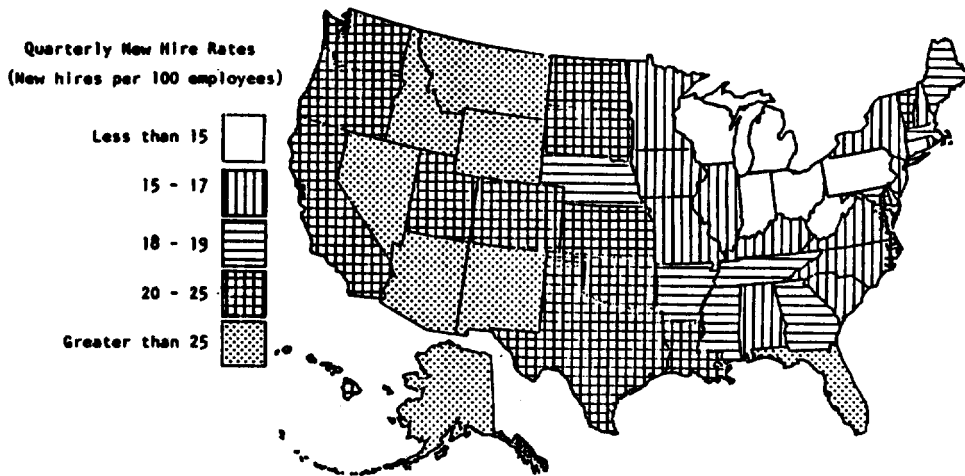 Quarterly New Hire Rates
(New hires per 100 employees)
Less than 15
15 - 17
18 - 19
20 - 25
Greater than 25